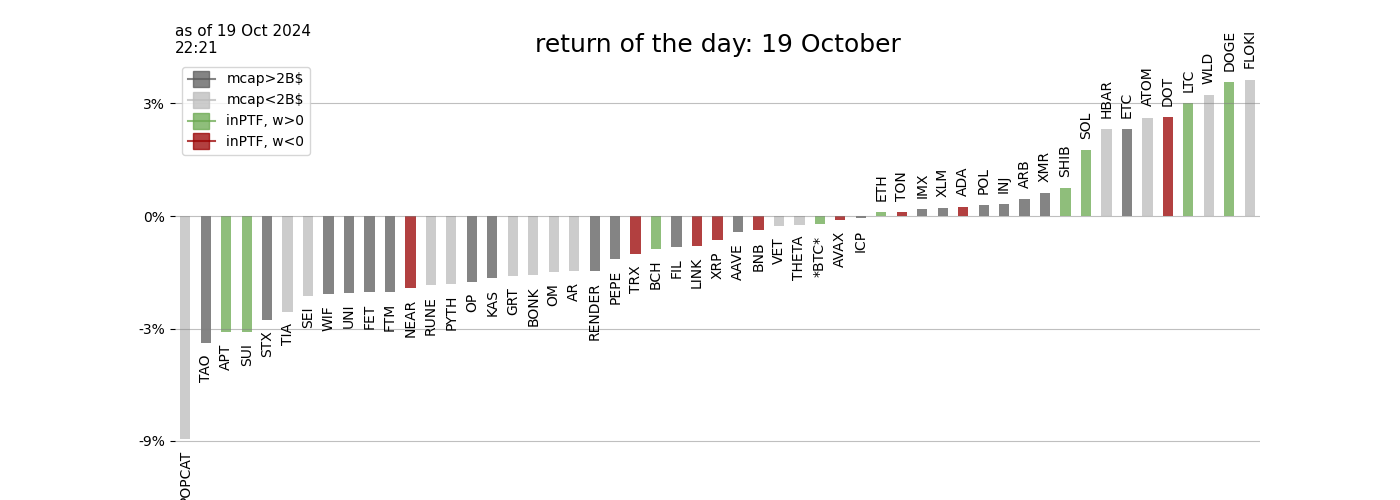 as of 19 Oct 2024
22:21
return of the day: 19 October
mcap>2B$
mcap<2B$
inPTF, w>0
inPTF, w<0
3%
0%
-3%
-9%
TAO
APT
SUI
STX
TIA
SEI
WIF
UNI
FET
FTM
NEAR
RUNE
PYTH
OP
KAS
GRT
BONK
OM
AR
RENDER
PEPE
TRX
BCH
FIL
LINK
XRP
AAVE
BNB
VET
THETA
*BTC*
AVAX
ICP
ETH
TON
IMX
XLM
ADA
POL
INJ
ARB
XMR
SHIB
SOL
HBAR
ETC
ATOM
DOT
LTC
WLD
DOGE
FLOKI